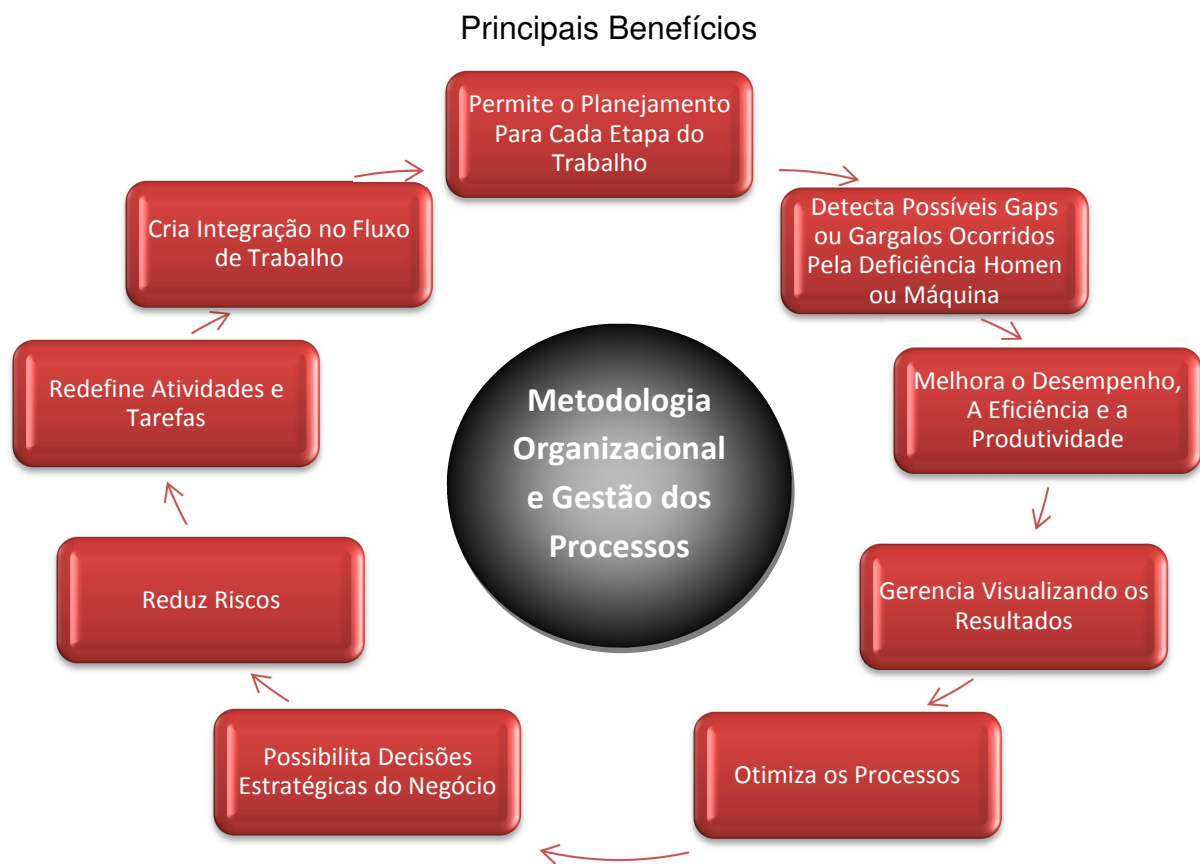 Principais Benefícios
Permite o Planejamento
Para Cada Etapa do
Trabalho
Detecta Possíveis Gaps
ou Gargalos Ocorridos
Pela Deficiência Homen
ou Máquina
Melhora o Desempenho,
A Eficiência e a
Produtividade
Gerencia Visualizando os
Resultados
Otimiza os Processos
Possibilita Decisões
Estratégicas do Negócio
Reduz Riscos
Redefine Atividades e
Tarefas
Cria Integração no Fluxo
de Trabalho
Metodologia
Organizacional
e Gestão dos
Processos